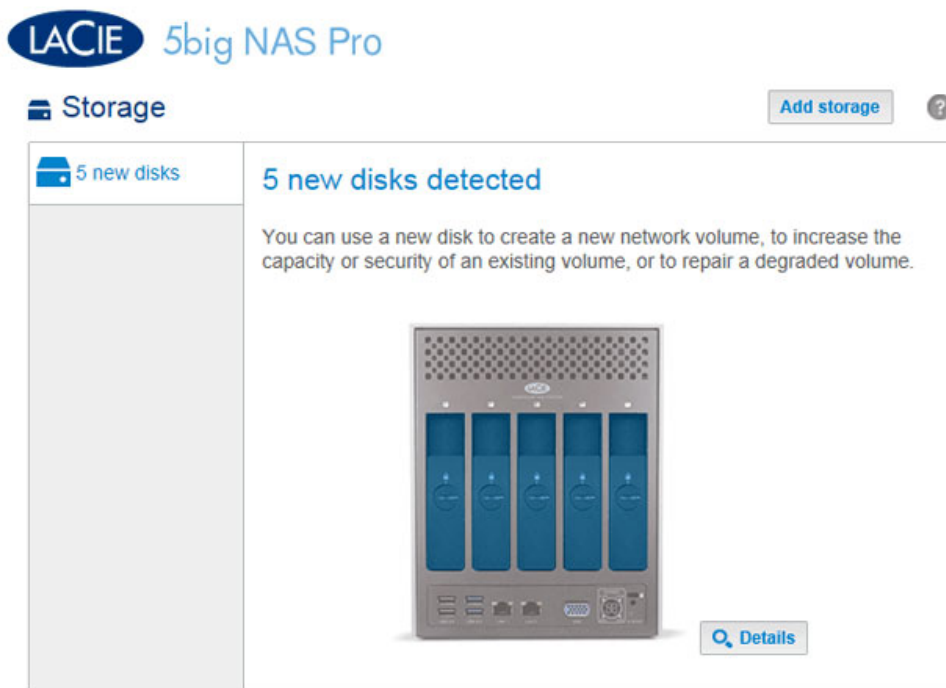 LACIE 5big NAS Pro
Storage
Add storage
?
5 new disks
5 new disks detected
You can use a new disk to create a new network volume, to increase the
capacity or security of an existing volume, or to repair a degraded volume.
LACIE
Details